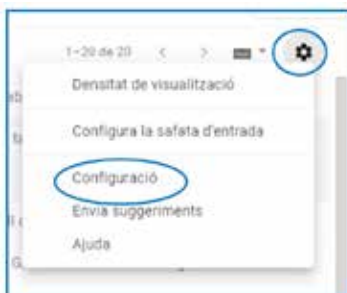 1-20 de 20
Densitat de visualització
Configura la safata d'entrada
Configuració
Envia suggeriments
Ajuda